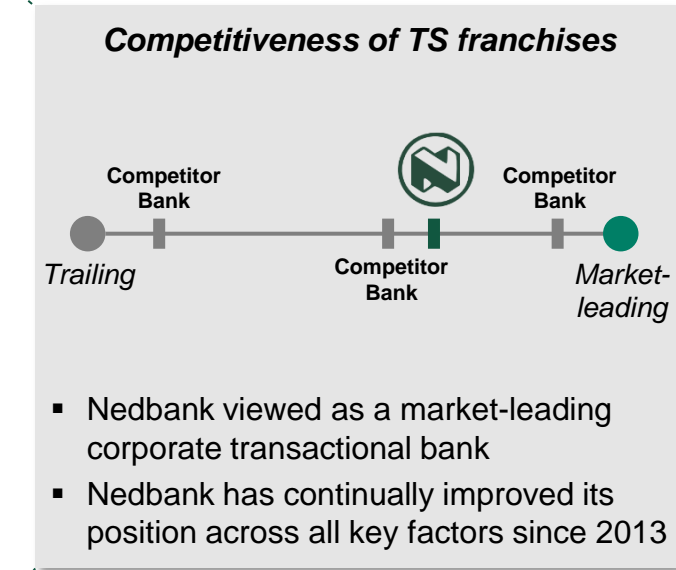 Competitiveness of TS franchises
Competitor
Bank
Competitor
Bank
Trailing
Competitor
Bank
Market-
leading
▪ Nedbank viewed as a market-leading
corporate transactional bank
▪ Nedbank has continually improved its
position across all key factors since 2013